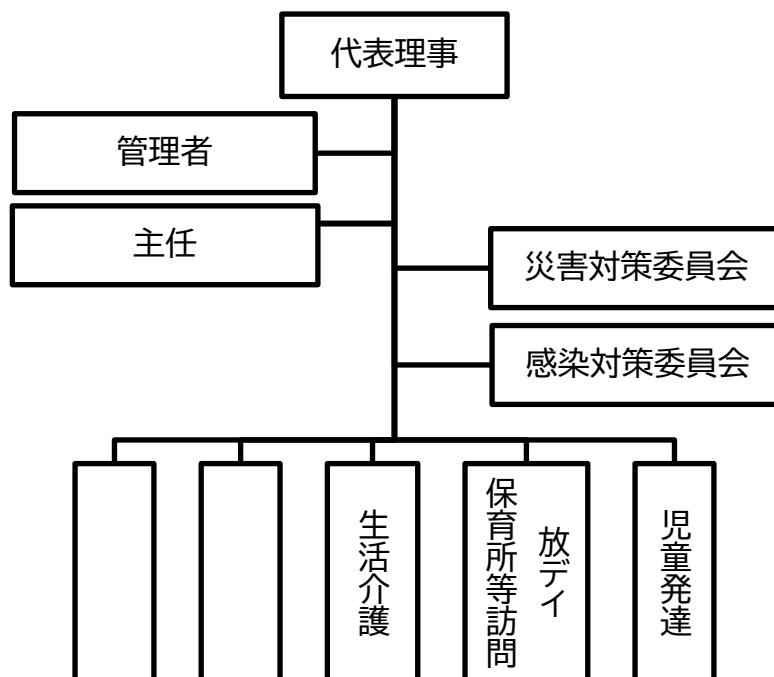 代表理事
管理者
主任
災害対策委員会
感染対策委員会
児童発達
放デイ
保育所等訪問
生活介護